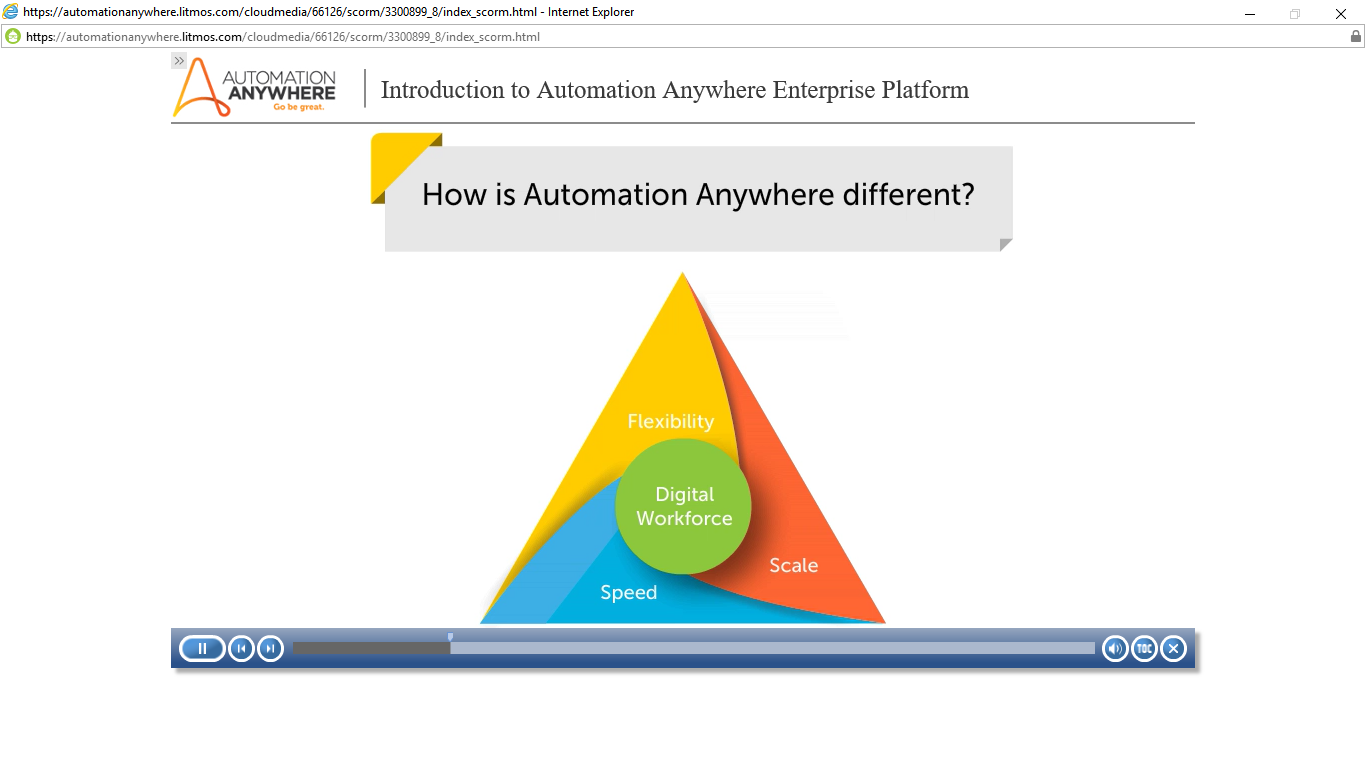 https://automationanywhere.litmos.com/cloudmedia/66126/scorm/3300899_8/index_scorm.html - Internet Explorer
https://automationanywhere.litmos.com/cloudmedia/66126/scorm/3300899_8/index_scorm.html
»
AUTOMATION
ANYWHERE
Go be great.
Introduction to Automation Anywhere Enterprise Platform
How is Automation Anywhere different?
Flexibility
Digital
Workforce
Scale
Speed
TOC